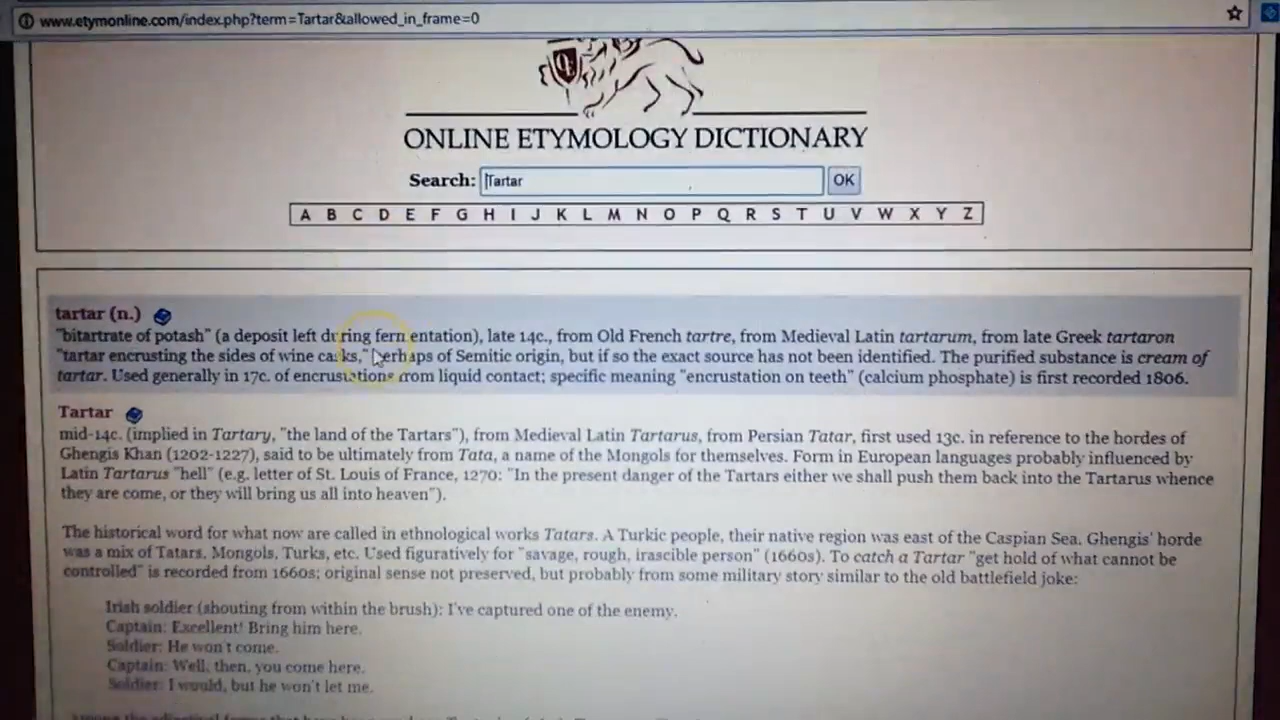 www.etymonline.com/index.php?term=Tartar&allowed_in_frame=0
ONLINE ETYMOLOGY DICTIONARY
Search: Tartar OK
A B C D E F G H I J K L M N O P Q R S T U V W X Y Z
tartar (n.)
"bitartrate of potash" (a deposit left during fermentation), late 14c., from Old French tartre, from Medieval Latin tartarum, from late Greek tartaron
"tartar encrusting the sides of wine casks," perhaps of Semitic origin, but if so the exact source has not been identified. The purified substance is cream of
tartar. Used generally in 17c. of encrustations from liquid contact; specific meaning "encrustation on teeth" (calcium phosphate) is first recorded 1806.
Tartar
mid-14c. (implied in Tartary, "the land of the Tartars"), from Medieval Latin Tartarus, from Persian Tatar, first used 13c. in reference to the hordes of
Ghengis Khan (1202-1227), said to be ultimately from Tata, a name of the Mongols for themselves. Form in European languages probably influenced by
Latin Tartarus "hell" (e.g. letter of St. Louis of France, 1270: "In the present danger of the Tartars either we shall push them back into the Tartarus whence
they are come, or they will bring us all into heaven").
The historical word for what now are called in ethnological works Tatars. A Turkic people, their native region was east of the Caspian Sea. Ghengis' horde
was a mix of Tatars, Mongols, Turks, etc. Used figuratively for "savage, rough, irascible person" (1660s). To catch a Tartar "get hold of what cannot be
controlled" is recorded from 1660s; original sense not preserved, but probably from some military story similar to the old battlefield joke:
Irish soldier (shouting from within the brush): I've captured one of the enemy.
Captain: Excellent! Bring him here.
Soldier: He won't come.
Captain: Well, then, you come here.
Soldier: I would, but he won't let me.